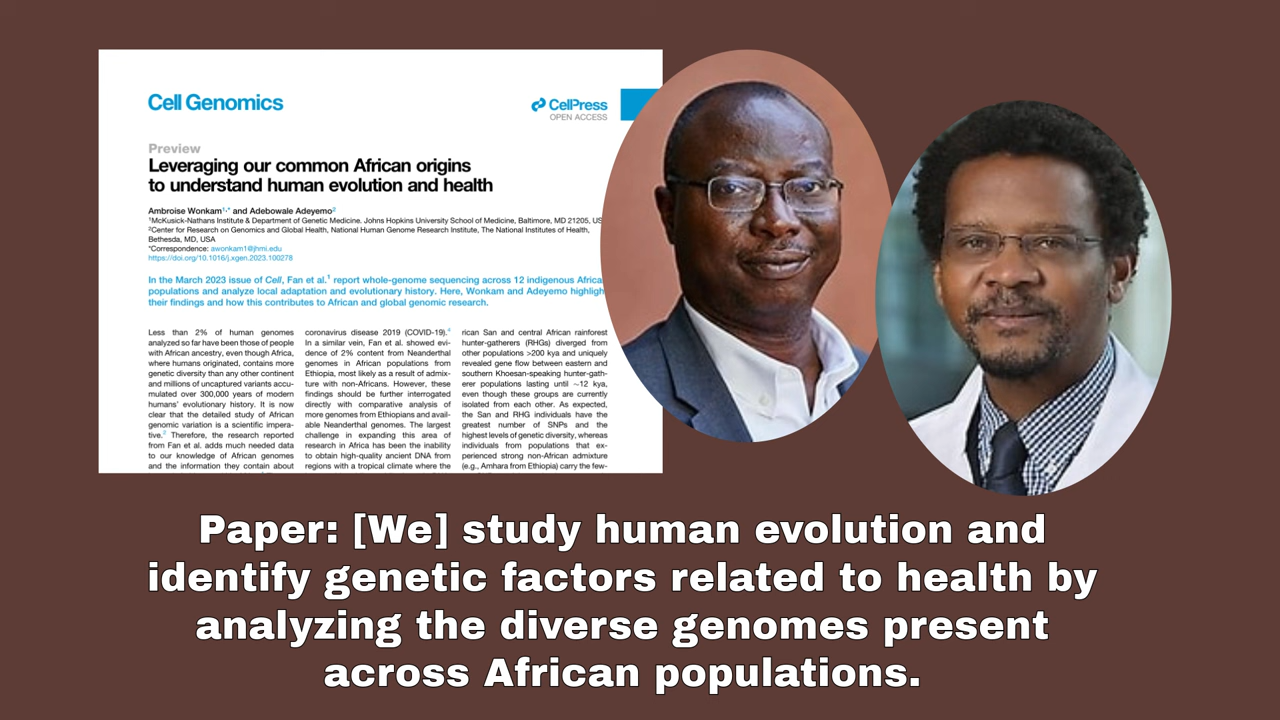 Cell Genomics
CellPress
OPEN ACCESS
Preview
Leveraging our common African origins
to understand human evolution and health
Ambroise Wonkam1,* and Adebowale Adeyemo2
1McKusick-Nathans Institute & Department of Genetic Medicine. Johns Hopkins University School of Medicine, Baltimore, MD 21205, US
2Center for Research on Genomics and Global Health, National Human Genome Research Institute, The National Institutes of Health,
Bethesda, MD, USA
*Correspondence: awonkam1@jhmi.edu
https://doi.org/10.1016/j.xgen.2023.100278
In the March 2023 issue of Cell, Fan et al.1 report whole-genome sequencing across 12 indigenous Africa
populations and analyze local adaptation and evolutionary history. Here, Wonkam and Adeyemo highligh
their findings and how this contributes to African and global genomic research.
Less than 2% of human genomes
analyzed so far have been those of people
with African ancestry, even though Africa,
where humans originated, contains more
genetic diversity than any other continent
and millions of uncaptured variants accu-
mulated over 300,000 years of modern
humans' evolutionary history. It is now
clear that the detailed study of African
genomic variation is a scientific impera-
tive.2 Therefore, the research reported
from Fan et al. adds much needed data
to our knowledge of African genomes
and the information they contain about
coronavirus disease 2019 (COVID-19).4
In a similar vein, Fan et al. showed evi-
dence of 2% content from Neanderthal
genomes in African populations from
Ethiopia, most likely as a result of admix-
ture with non-Africans. However, these
findings should be further interrogated
directly with comparative analysis of
more genomes from Ethiopians and avail-
able Neanderthal genomes. The largest
challenge in expanding this area of
research in Africa has been the inability
to obtain high-quality ancient DNA from
regions with a tropical climate where the
rican San and central African rainforest
hunter-gatherers (RHGs) diverged from
other populations >200 kya and uniquely
revealed gene flow between eastern and
southern Khoesan-speaking hunter-gath-
erer populations lasting until ~12 kya,
even though these groups are currently
isolated from each other. As expected,
the San and RHG individuals have the
greatest number of SNPs and the
highest levels of genetic diversity, whereas
individuals from populations that ex-
perienced strong non-African admixture
(e.g., Amhara from Ethiopia) carry the few-
Paper: [We] study human evolution and
identify genetic factors related to health by
analyzing the diverse genomes present
across African populations.